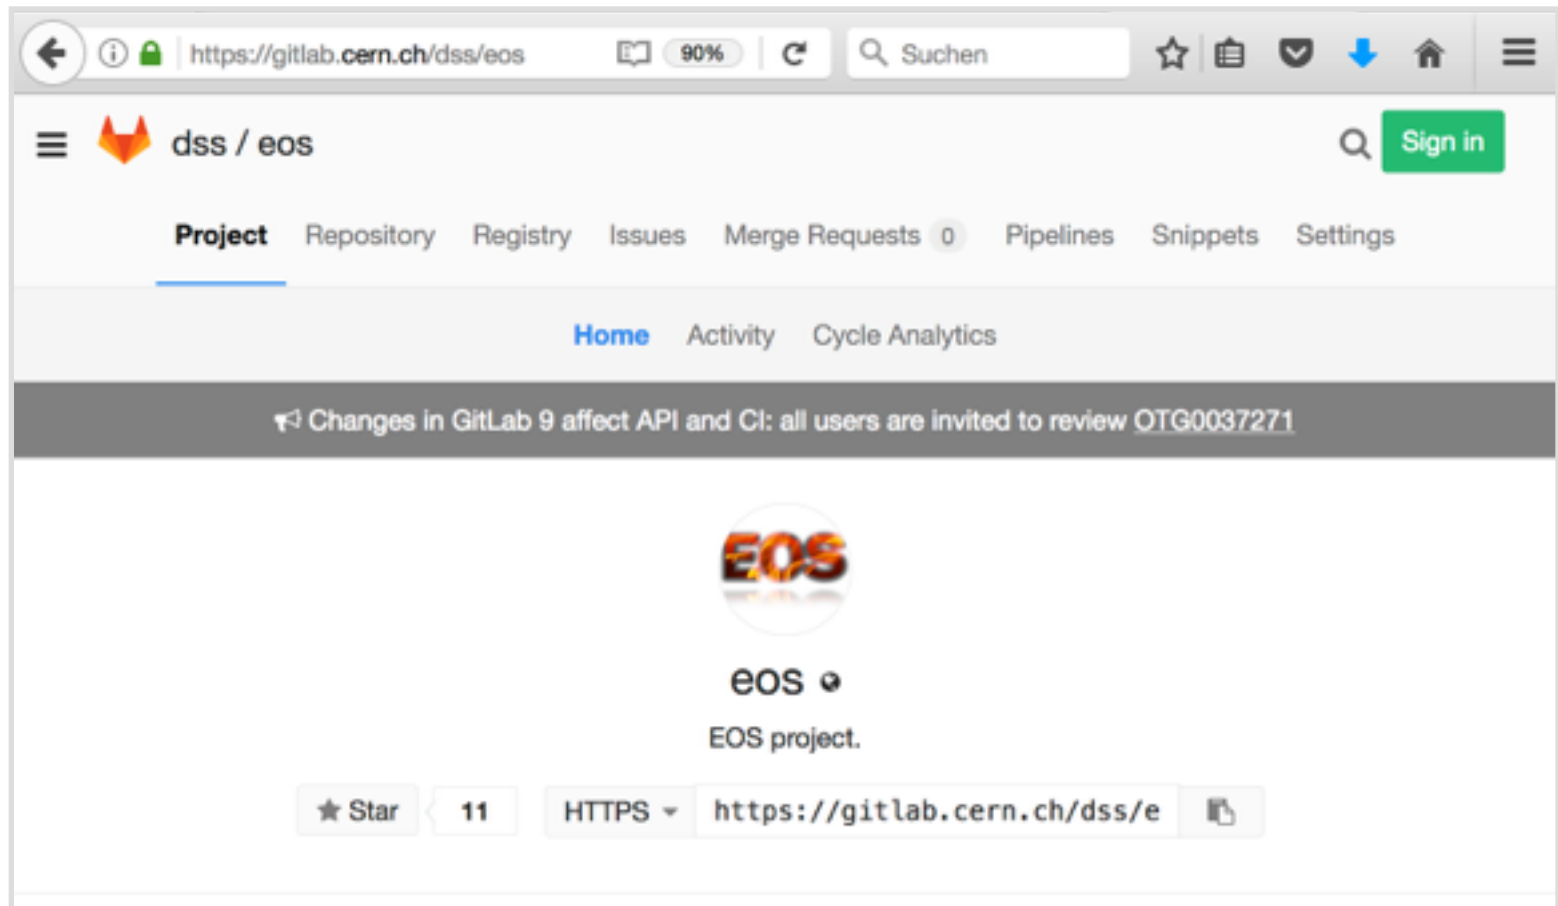 https://gitlab.cern.ch/dss/eos 90% Suchen
dss / eos Sign in
Project Repository Registry Issues Merge Requests 0 Pipelines Snippets Settings
Home Activity Cycle Analytics
Changes in GitLab 9 affect API and CI: all users are invited to review OTG0037271
EOS
eos
EOS project.
Star 11 HTTPS https://gitlab.cern.ch/dss/e